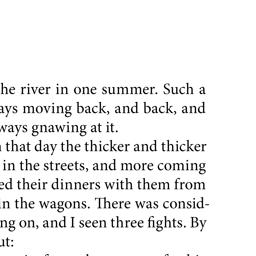 he river in one summer. Such a
ays moving back, and back, and
ways gnawing at it.
that day the thicker and thicker
in the streets, and more coming
ed their dinners with them from
in the wagons. There was consid-
ng on, and I seen three fights. By
ut: